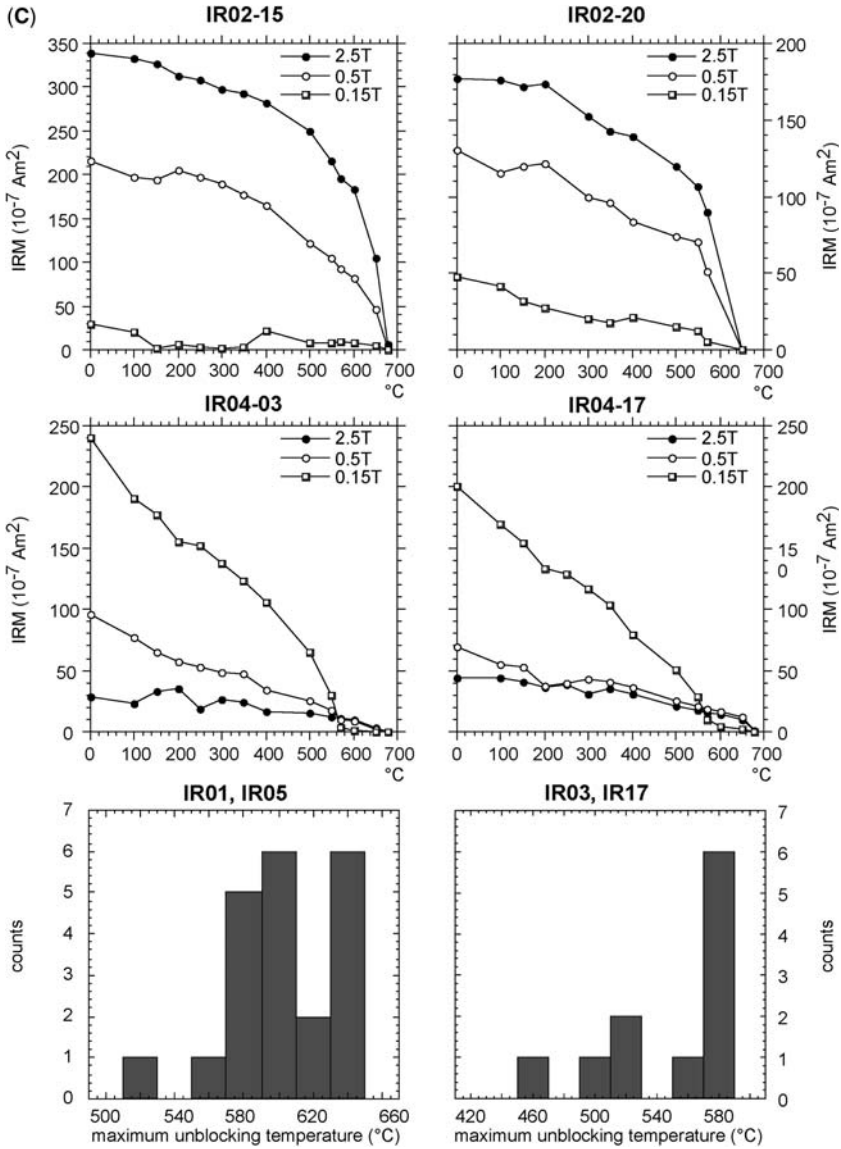 (C)
IR02-15
IR02-20
350
300
250
200
150
100
50
0
IRM (10⁻⁷ Am²)
2.5T
0.5T
0.15T
0 100 200 300 400 500 600 700
°C
200
150
100
50
0
IRM (10⁻⁷ Am²)
2.5T
0.5T
0.15T
0 100 200 300 400 500 600 700
°C
IR04-03
IR04-17
250
200
150
100
50
0
IRM (10⁻⁷ Am²)
2.5T
0.5T
0.15T
0 100 200 300 400 500 600 700
°C
250
200
15
0
100
50
0
IRM (10⁻⁷ Am²)
2.5T
0.5T
0.15T
0 100 200 300 400 500 600 700
°C
IR01, IR05
IR03, IR17
7
6
5
4
3
2
1
0
counts
500 540 580 620 660
maximum unblocking temperature (°C)
7
6
5
4
3
2
1
0
counts
420 460 500 540 580
maximum unblocking temperature (°C)